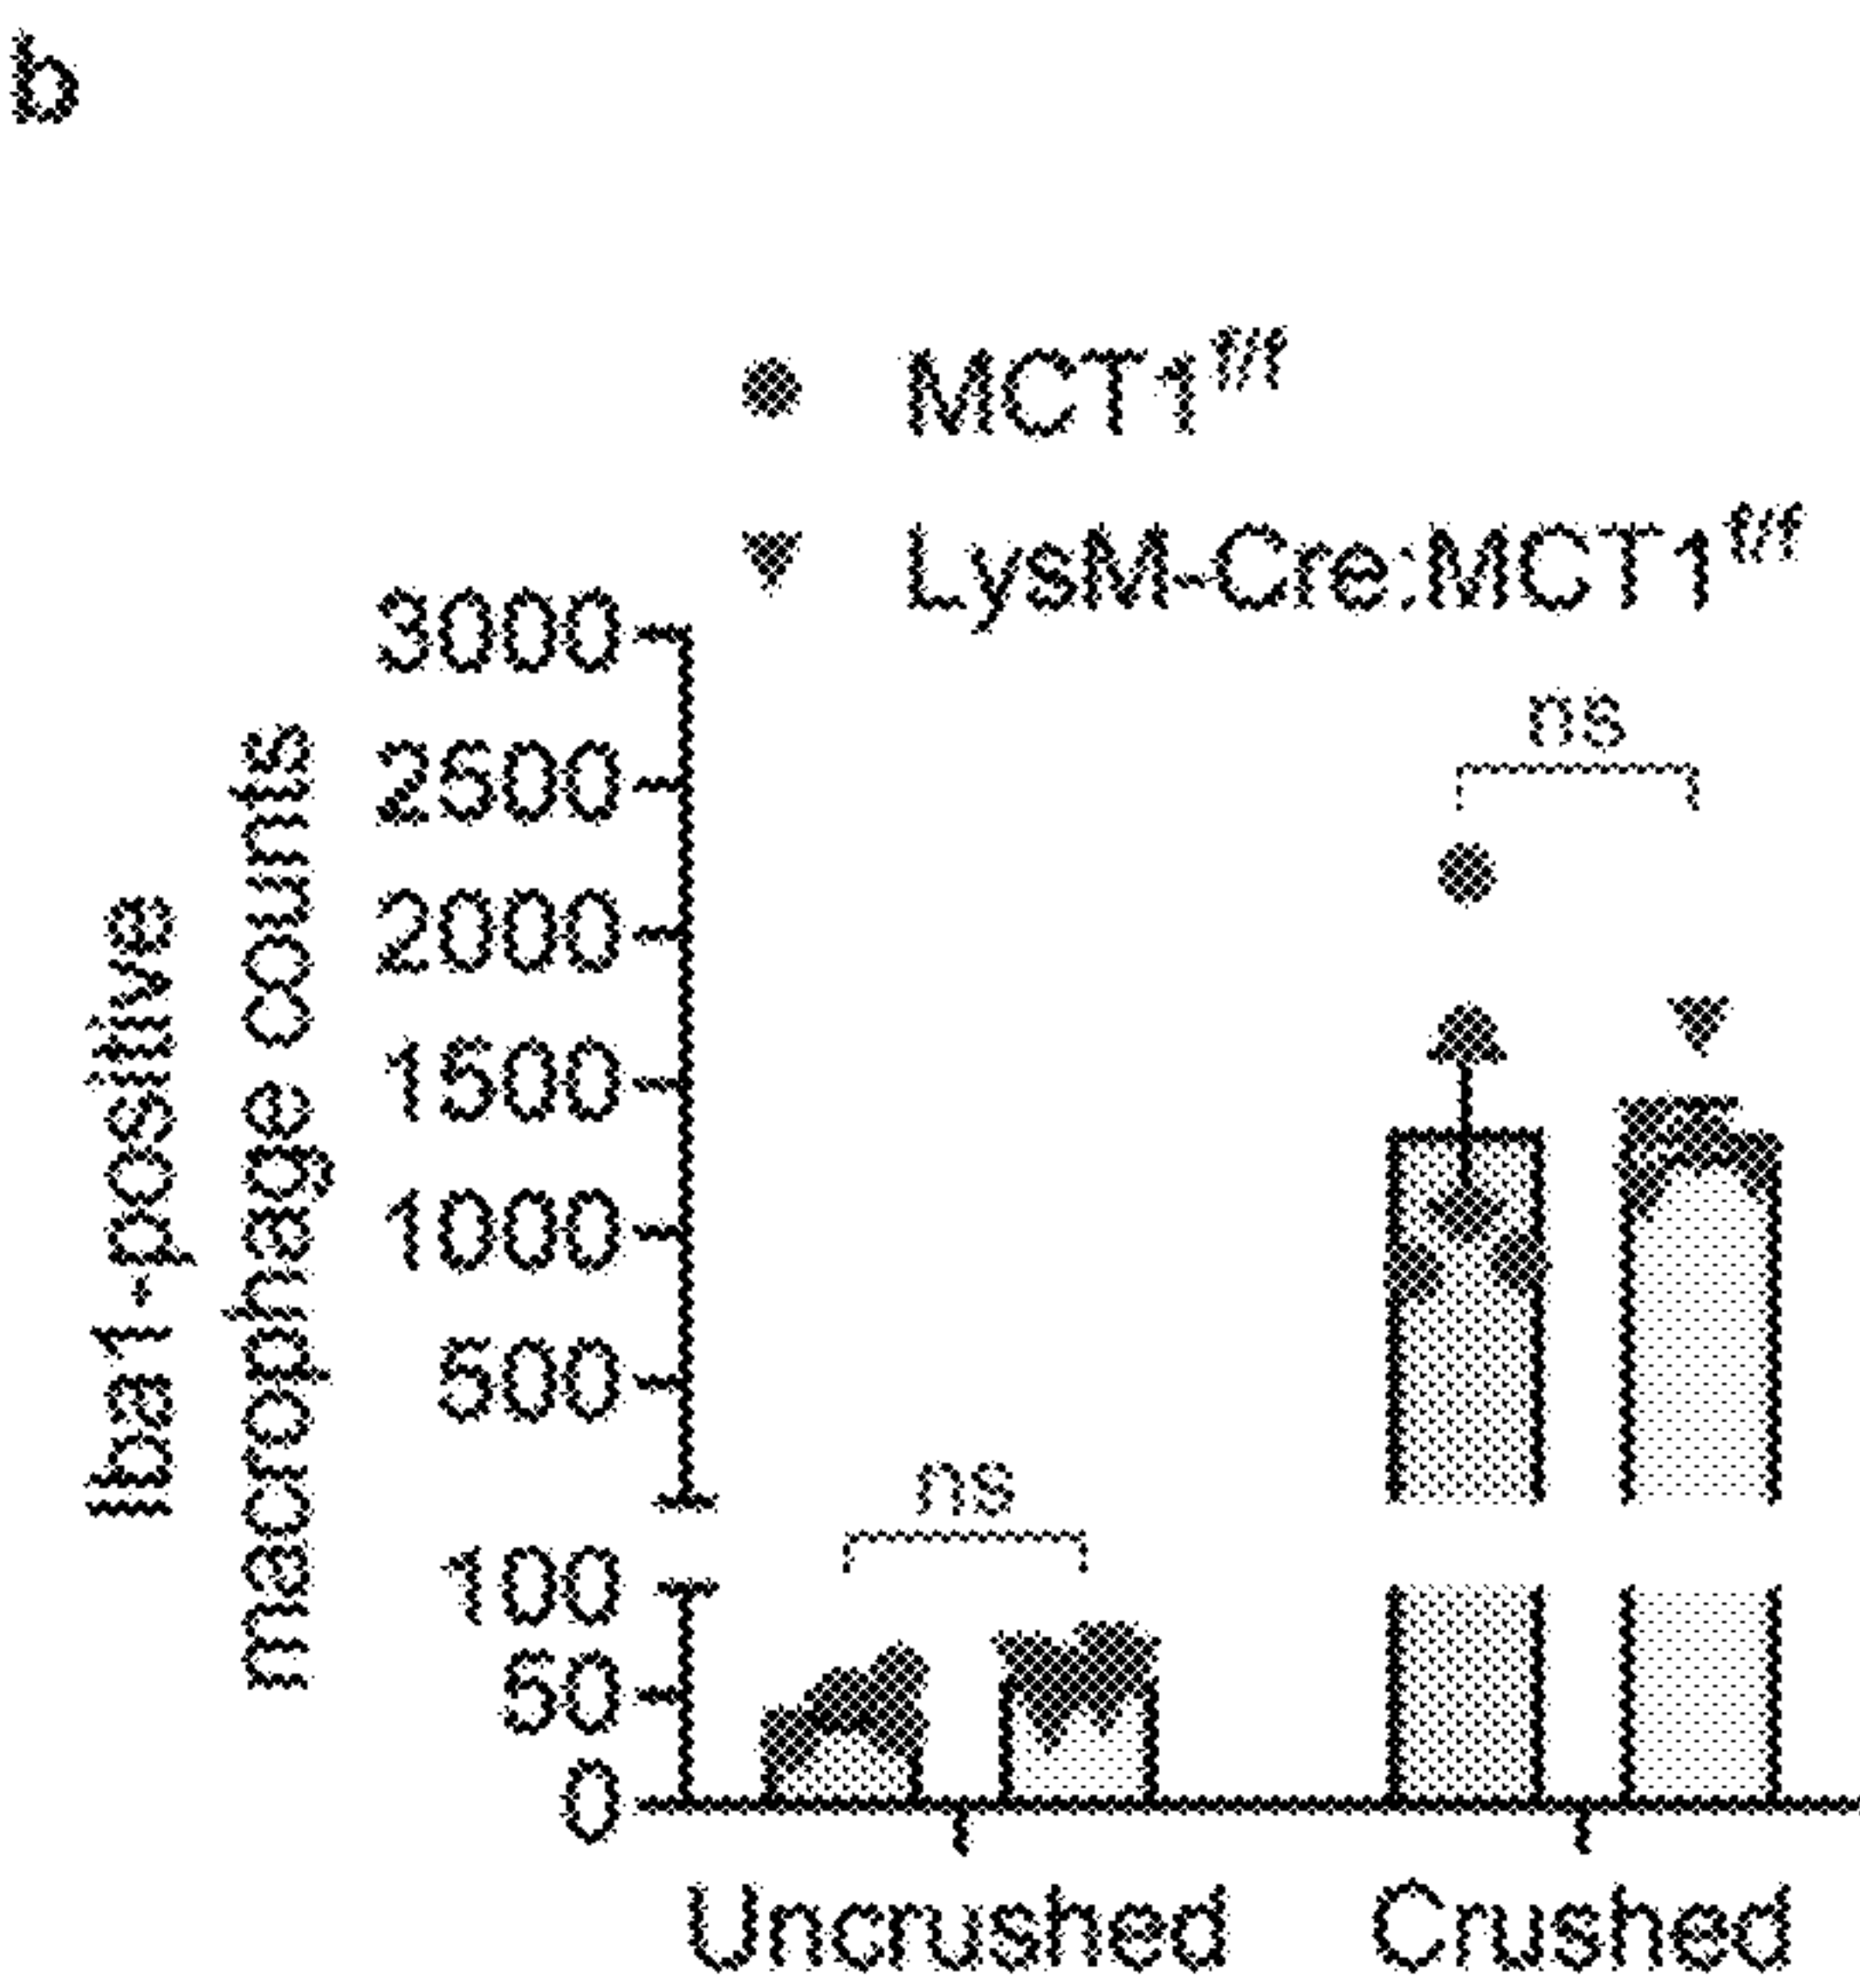 b
MCT1f/f
LysM-Cre:MCT1f/f
Iba1-positive
macrophage counts
3000
2500
2000
1500
1000
500
100
50
0
ns
ns
Uncrushed
Crushed